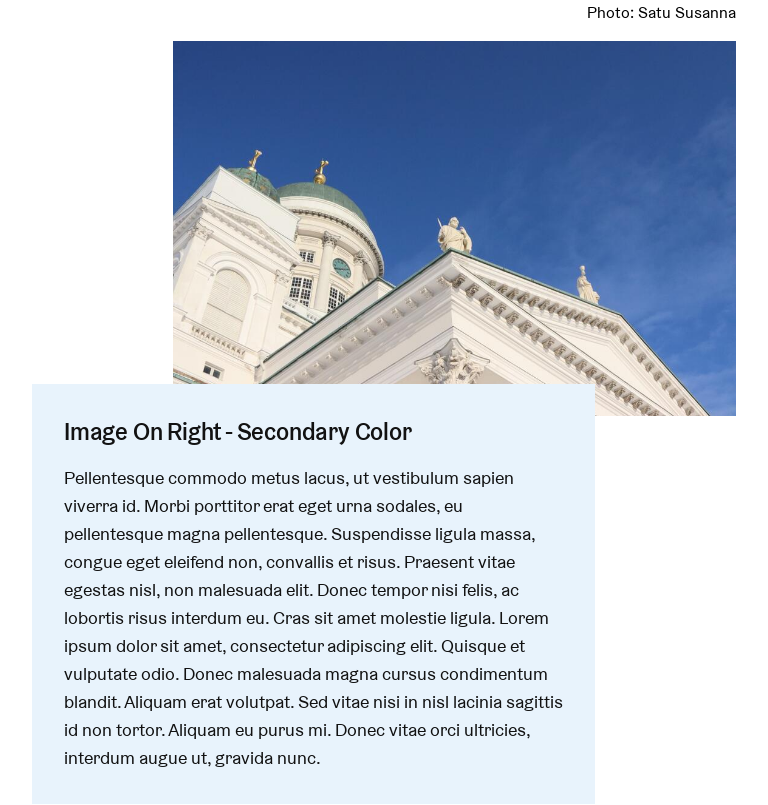 Photo: Satu Susanna
Image On Right - Secondary Color
Pellentesque commodo metus lacus, ut vestibulum sapien
viverra id. Morbi porttitor erat eget urna sodales, eu
pellentesque magna pellentesque. Suspendisse ligula massa,
congue eget eleifend non, convallis et risus. Praesent vitae
egestas nisl, non malesuada elit. Donec tempor nisi felis, ac
lobortis risus interdum eu. Cras sit amet molestie ligula. Lorem
ipsum dolor sit amet, consectetur adipiscing elit. Quisque et
vulputate odio. Donec malesuada magna cursus condimentum
blandit. Aliquam erat volutpat. Sed vitae nisi in nisl lacinia sagittis
id non tortor. Aliquam eu purus mi. Donec vitae orci ultricies,
interdum augue ut, gravida nunc.